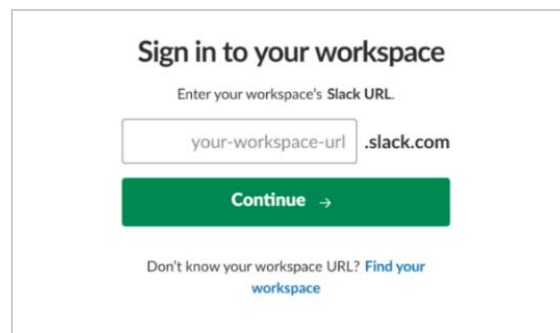 Sign in to your workspace
Enter your workspace's Slack URL.
your-workspace-url .slack.com
Continue →
Don't know your workspace URL? Find your
workspace